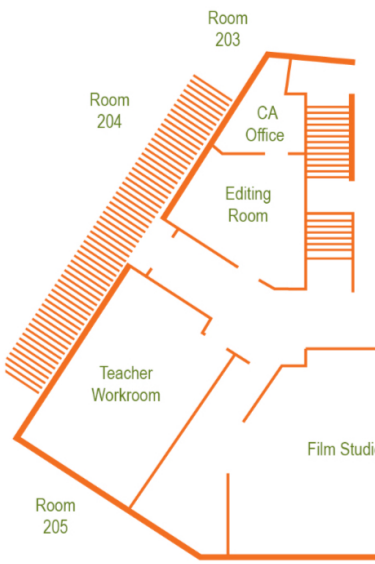 Room
203
Room
204
CA
Office
Editing
Room
Teacher
Workroom
Film Studi
Room
205